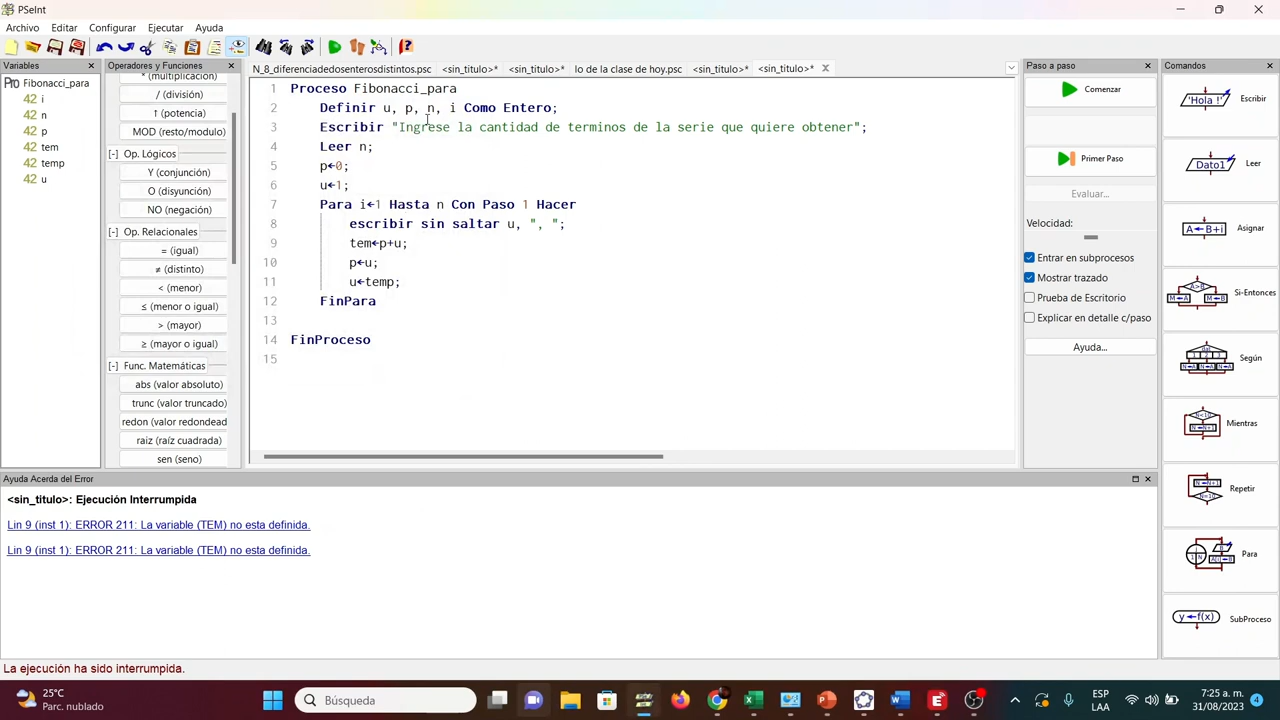 PSeInt
Archivo Editar Configurar Ejecutar Ayuda
Variables
Operadores y Funciones
N_8_diferenciadedosenterosdistintos.psc <sin_titulo>* <sin_titulo>* lo de la clase de hoy.psc <sin_titulo>* <sin_titulo>*
Fibonacci_para
42 i
42 n
42 p
42 tem
42 temp
42 u
* (multiplicación)
/ (división)
↑ (potencia)
MOD (resto/modulo)
[-] Op. Lógicos
Y (conjunción)
O (disyunción)
NO (negación)
[-] Op. Relacionales
= (igual)
≠ (distinto)
< (menor)
≤ (menor o igual)
> (mayor)
≥ (mayor o igual)
[-] Func. Matemáticas
abs (valor absoluto)
trunc (valor truncado)
redon (valor redondead
raiz (raíz cuadrada)
sen (seno)
1 Proceso Fibonacci_para
2 Definir u, p, n, i Como Entero;
3 Escribir "Ingrese la cantidad de terminos de la serie que quiere obtener";
4 Leer n;
5 p←0;
6 u←1;
7 Para i←1 Hasta n Con Paso 1 Hacer
8 escribir sin saltar u, ", ";
9 tem←p+u;
10 p←u;
11 u←temp;
12 FinPara
13
14 FinProceso
15
Paso a paso
Comenzar
Primer Paso
Evaluar...
Velocidad:
Entrar en subprocesos
Mostrar trazado
Prueba de Escritorio
Explicar en detalle c/paso
Ayuda...
Comandos
'Hola !' Escribir
Dato1 Leer
A←B+i Asignar
Si-Entonces
Según
Mientras
Repetir
Para
y←f(x) SubProceso
Ayuda Acerca del Error
<sin_titulo>: Ejecución Interrumpida
Lin 9 (inst 1): ERROR 211: La variable (TEM) no esta definida.
Lin 9 (inst 1): ERROR 211: La variable (TEM) no esta definida.
La ejecución ha sido interrumpida.
25°C
Parc. nublado
Búsqueda
ESP
LAA
7:25 a. m.
31/08/2023